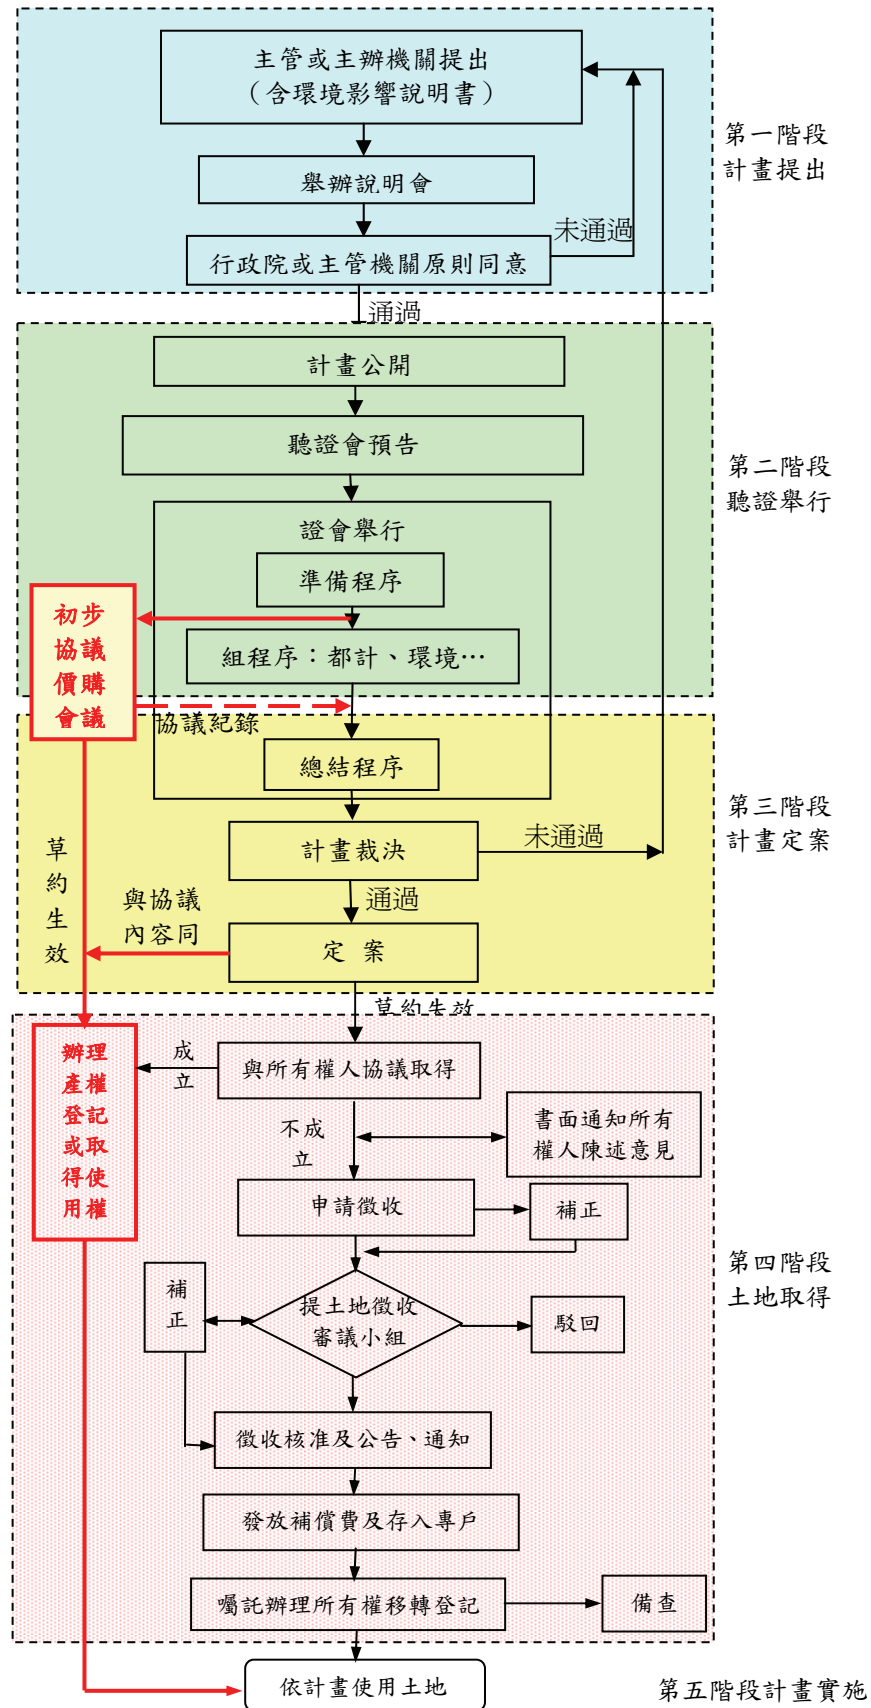 主管或主辦機關提出
（含環境影響說明書）
第一階段
計畫提出
舉辦說明會
未通過
行政院或主管機關原則同意
通過
計畫公開
聽證會預告
第二階段
聽證舉行
證會舉行
準備程序
初步
協議
價購
會議
組程序：都計、環境…
協議紀錄
總結程序
第三階段
計畫定案
計畫裁決
未通過
草
約
生
效
通過
與協議
內容同
定 案
草約失效
辦理
產權
登記
或取
得使
用權
成
立
與所有權人協議取得
不成
立
書面通知所有
權人陳述意見
申請徵收
補正
第四階段
土地取得
補
正
提土地徵收
審議小組
駁回
徵收核准及公告、通知
發放補償費及存入專戶
囑託辦理所有權移轉登記
備查
依計畫使用土地
第五階段計畫實施